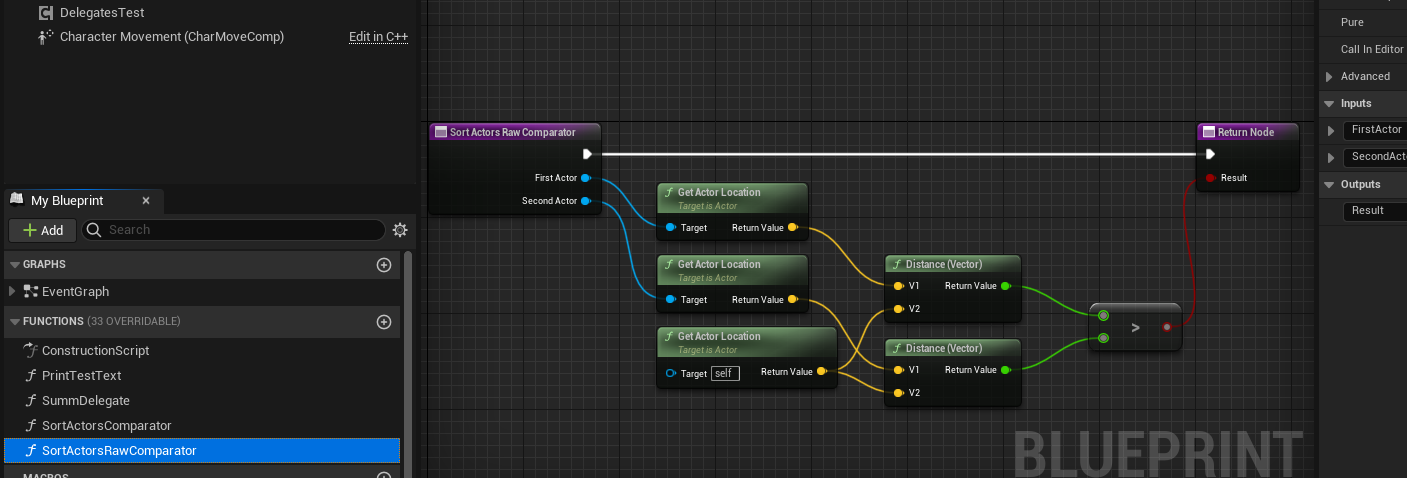 DelegatesTest
Character Movement (CharMoveComp) Edit in C++
My Blueprint
Add
Search
GRAPHS
EventGraph
FUNCTIONS (33 OVERRIDABLE)
ConstructionScript
PrintTestText
SummDelegate
SortActorsComparator
SortActorsRawComparator
MACROS
Sort Actors Raw Comparator
First Actor
Second Actor
Get Actor Location
Target is Actor
Target Return Value
Get Actor Location
Target is Actor
Target Return Value
Get Actor Location
Target is Actor
Target self Return Value
Distance (Vector)
V1 Return Value
V2
Distance (Vector)
V1 Return Value
V2
>
Return Node
Result
BLUEPRINT
Pure
Call In Editor
Advanced
Inputs
FirstActor
SecondActo
Outputs
Result